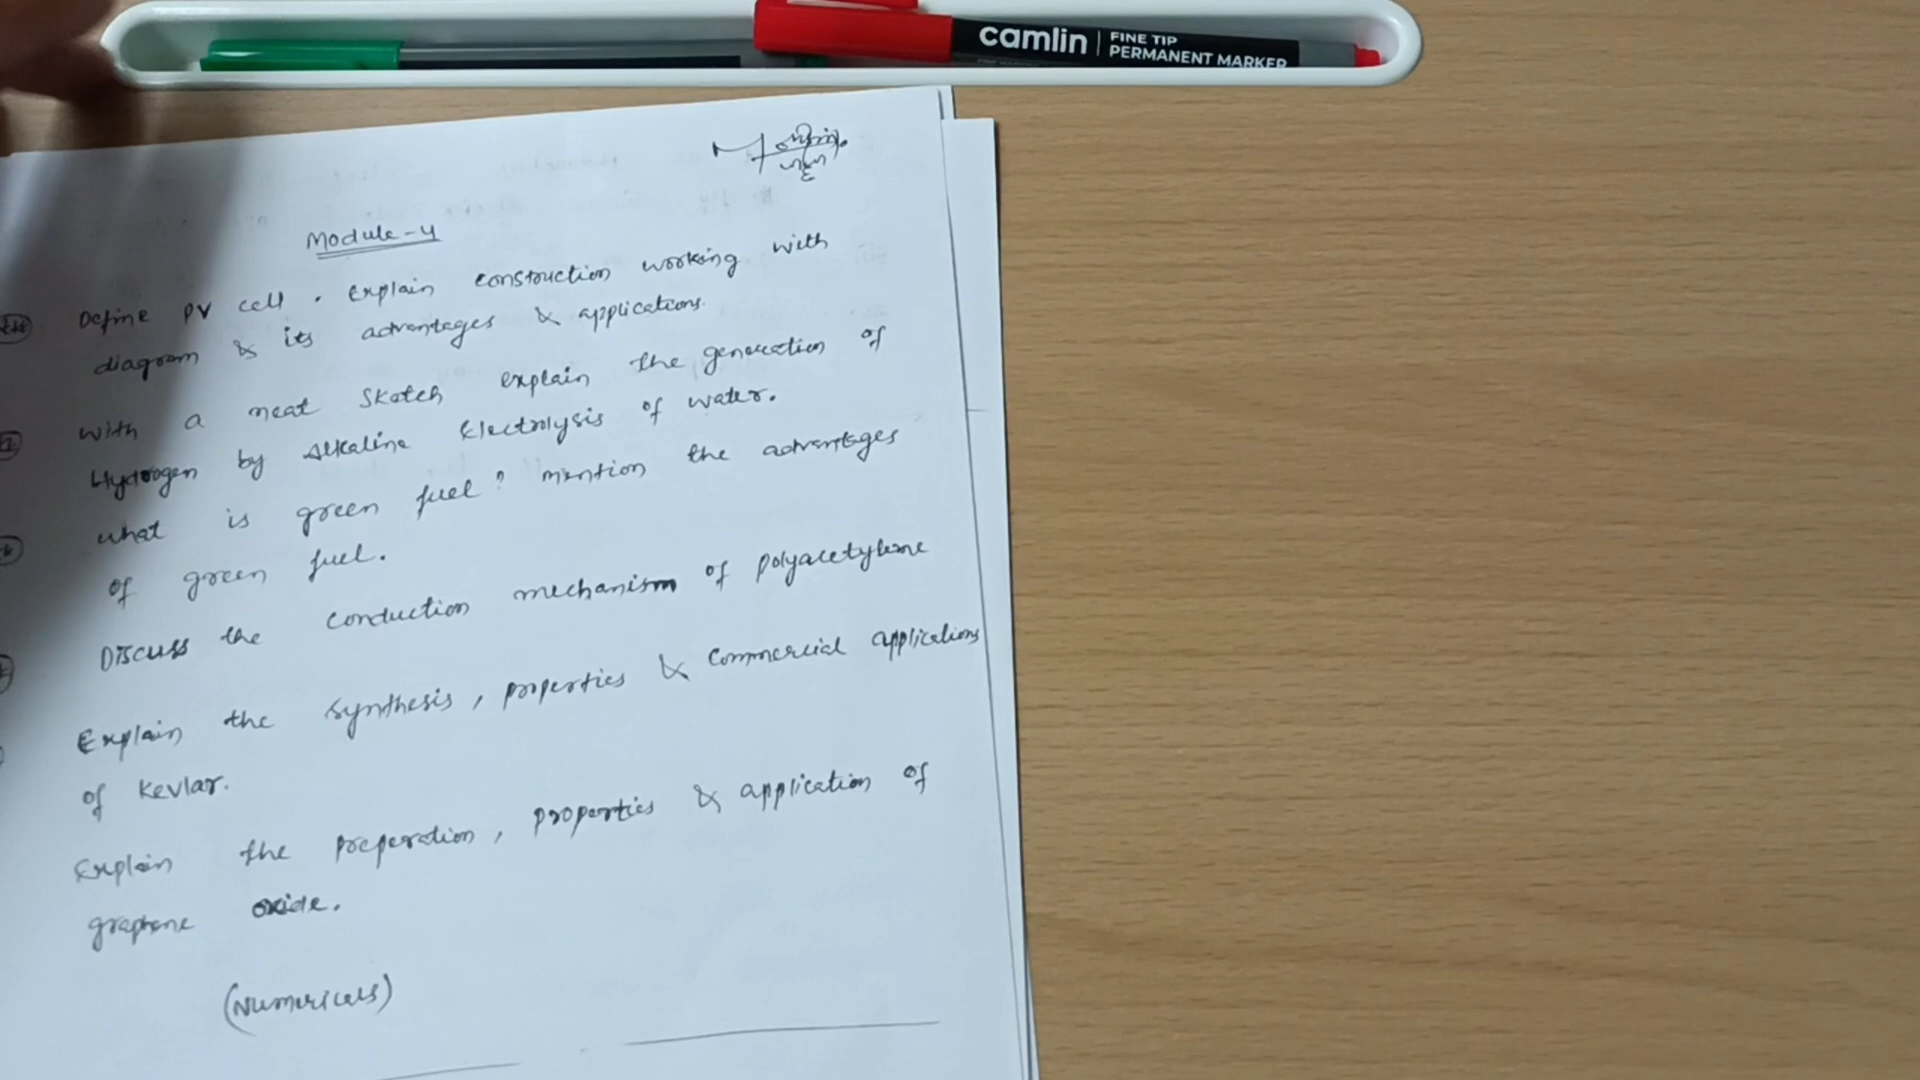 camlin | FINE TIP
PERMANENT MARKER
Module-4
Define PV cell. Explain construction working with
diagram & its advantages & applications.
with a neat Sketch explain the generation of
Hydrogen by Alkaline Electrolysis of water.
what is green fuel? mention the advantages
of green fuel.
Discuss the conduction mechanism of polyacetylene
Explain the synthesis, properties & commercial applications
of Kevlar.
Explain the preparation, properties & application of
graphene oxide.
(Numericals)